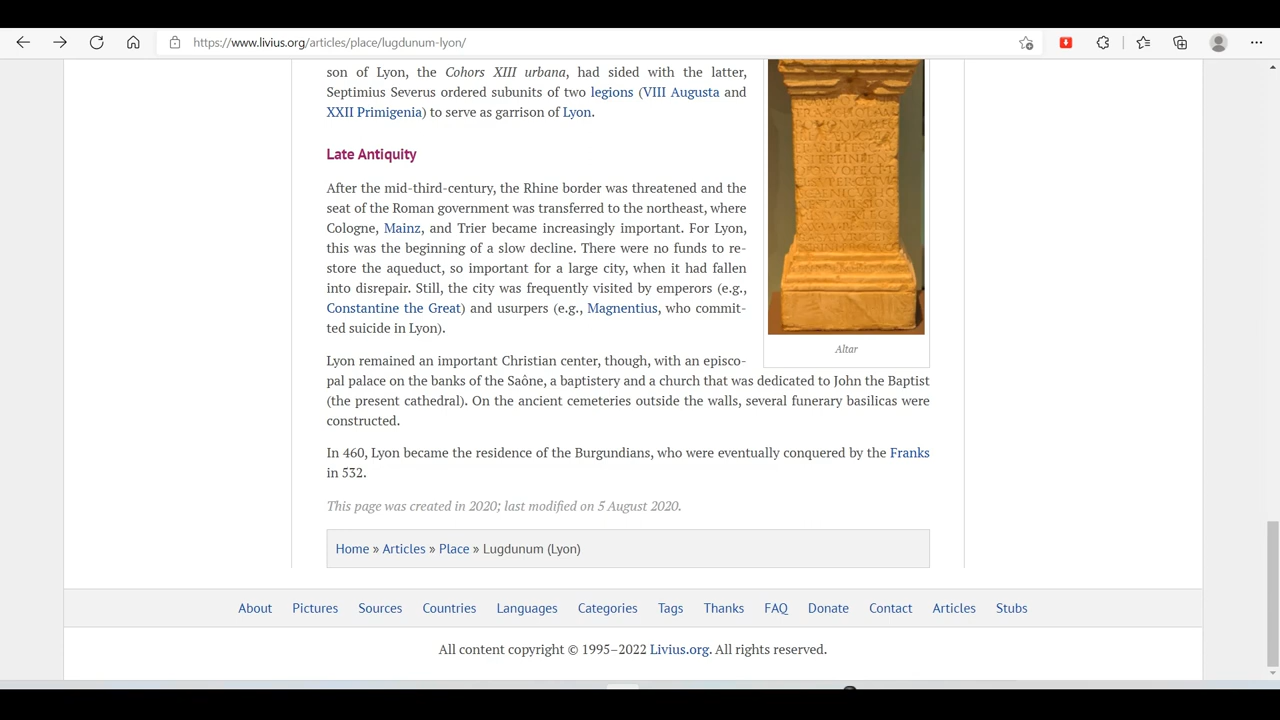 https://www.livius.org/articles/place/lugdunum-lyon/
son of Lyon, the Cohors XIII urbana, had sided with the latter,
Septimius Severus ordered subunits of two legions (VIII Augusta and
XXII Primigenia) to serve as garrison of Lyon.
Late Antiquity
After the mid-third-century, the Rhine border was threatened and the
seat of the Roman government was transferred to the northeast, where
Cologne, Mainz, and Trier became increasingly important. For Lyon,
this was the beginning of a slow decline. There were no funds to re-
store the aqueduct, so important for a large city, when it had fallen
into disrepair. Still, the city was frequently visited by emperors (e.g.,
Constantine the Great) and usurpers (e.g., Magnentius, who commit-
ted suicide in Lyon).
Altar
Lyon remained an important Christian center, though, with an episco-
pal palace on the banks of the Saône, a baptistery and a church that was dedicated to John the Baptist
(the present cathedral). On the ancient cemeteries outside the walls, several funerary basilicas were
constructed.
In 460, Lyon became the residence of the Burgundians, who were eventually conquered by the Franks
in 532.
This page was created in 2020; last modified on 5 August 2020.
Home » Articles » Place » Lugdunum (Lyon)
About Pictures Sources Countries Languages Categories Tags Thanks FAQ Donate Contact Articles Stubs
All content copyright © 1995–2022 Livius.org. All rights reserved.